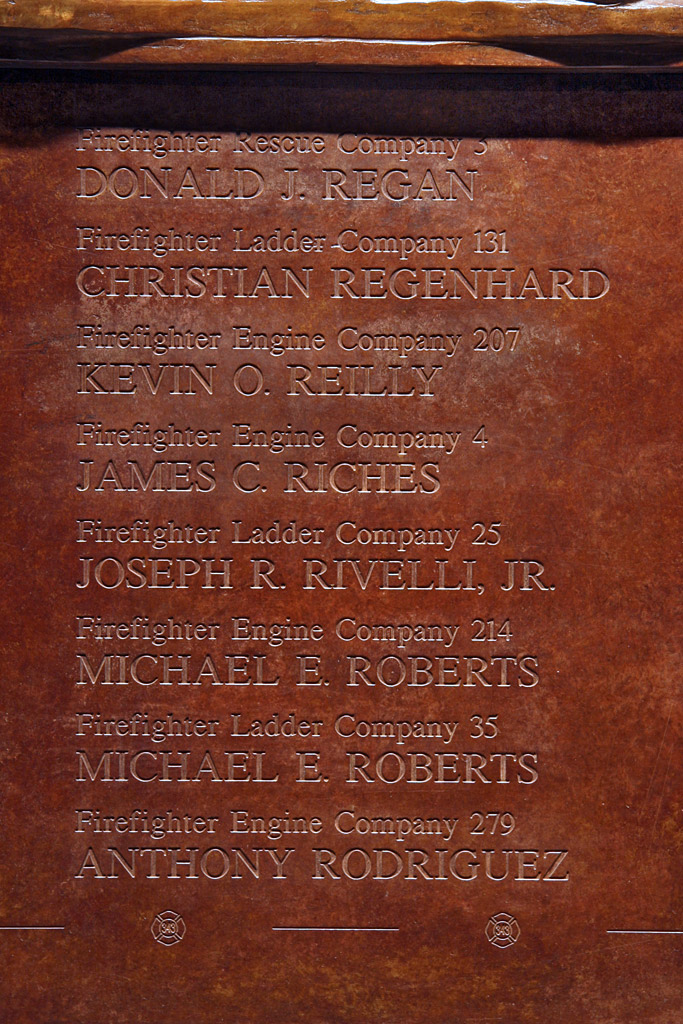 Firefighter Rescue Company 3
DONALD J. REGAN
Firefighter Ladder Company 131
CHRISTIAN REGENHARD
Firefighter Engine Company 207
KEVIN O. REILLY
Firefighter Engine Company 4
JAMES C. RICHES
Firefighter Ladder Company 25
JOSEPH R. RIVELLI, JR.
Firefighter Engine Company 214
MICHAEL E. ROBERTS
Firefighter Ladder Company 35
MICHAEL E. ROBERTS
Firefighter Engine Company 279
ANTHONY RODRIGUEZ
343
343